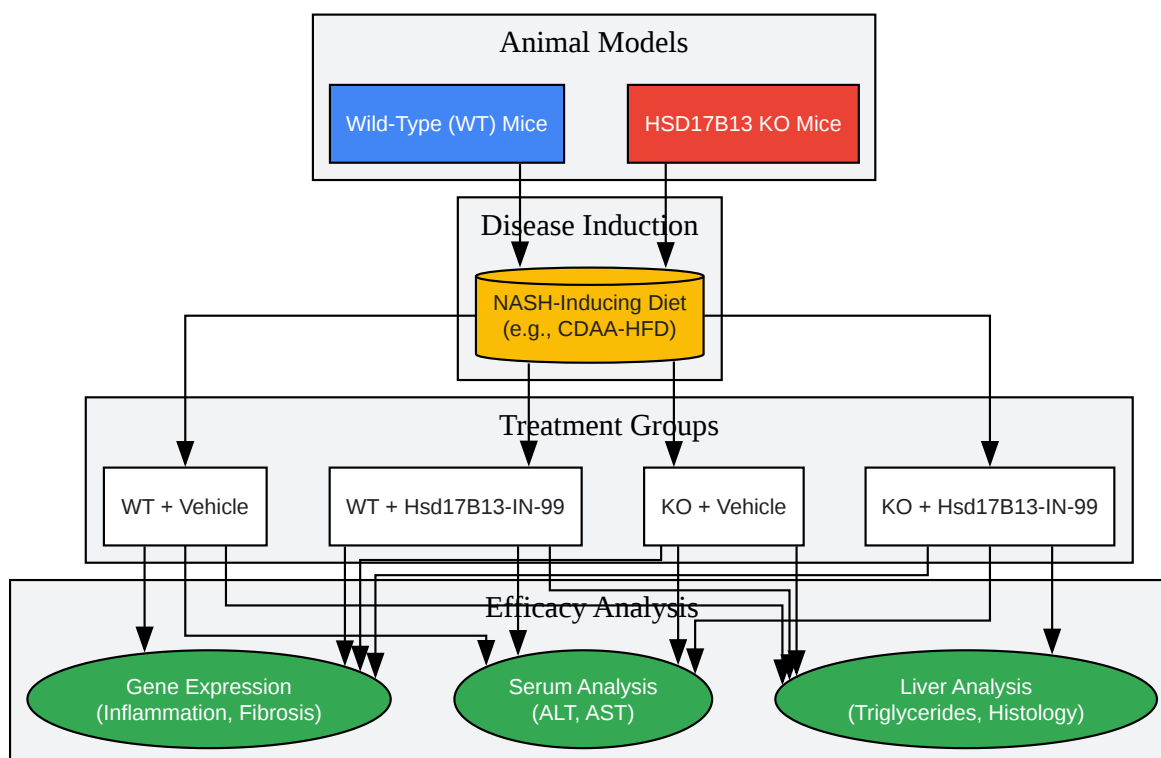 Animal Models
Wild-Type (WT) Mice
HSD17B13 KO Mice
Disease Induction
NASH-Inducing Diet
(e.g., CDAA-HFD)
Treatment Groups
WT + Vehicle
WT + Hsd17B13-IN-99
KO + Vehicle
KO + Hsd17B13-IN-99
Efficacy Analysis
Gene Expression
(Inflammation, Fibrosis)
Serum Analysis
(ALT, AST)
Liver Analysis
(Triglycerides, Histology)